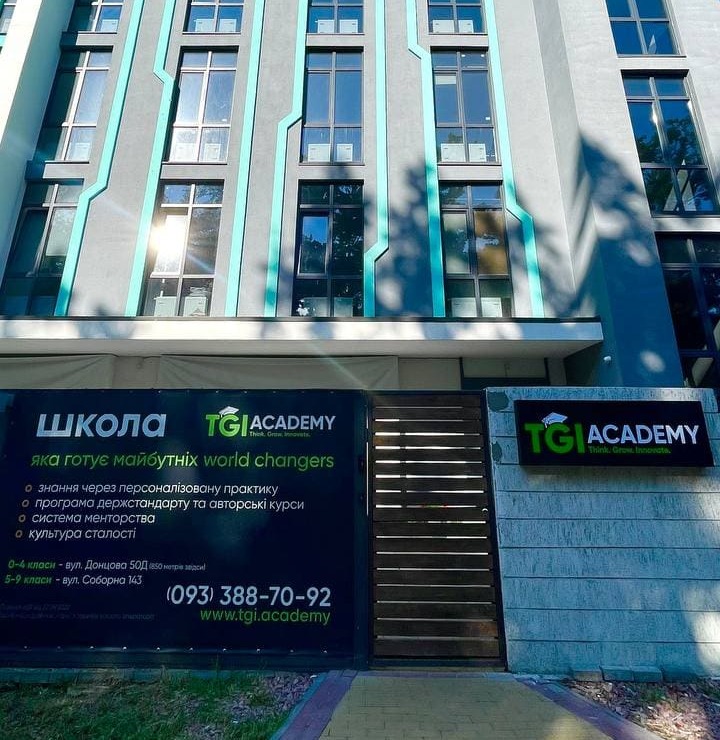 школа
TGI ACADEMY
Think. Grow. Innovate.
яка готує майбутніх world changers
знання через персоналізовану практику
програма держстандарту та авторські курси
система менторства
культура сталості
0-4 класи - вул. Донцова 50Д (850 метрів звідси)
5-9 класи - вул. Соборна 143
(093) 388-70-92
www.tgi.academy
TGI ACADEMY
Think. Grow. Innovate.